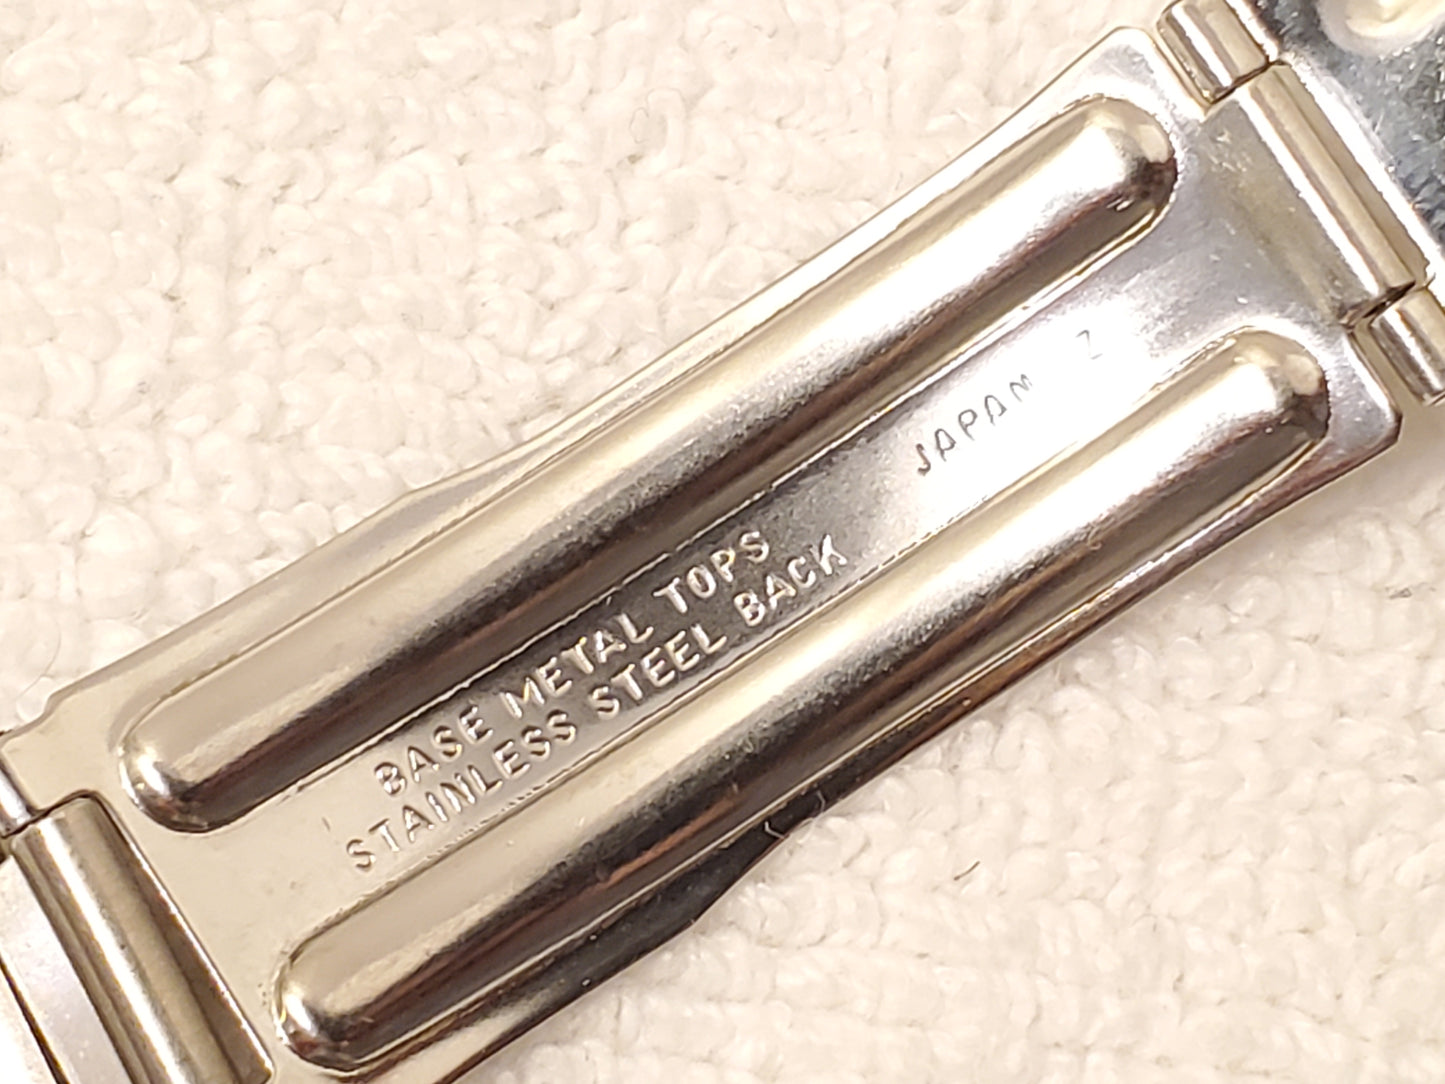 BASE METAL TOPS
STAINLESS STEEL BACK
JAPAN Z